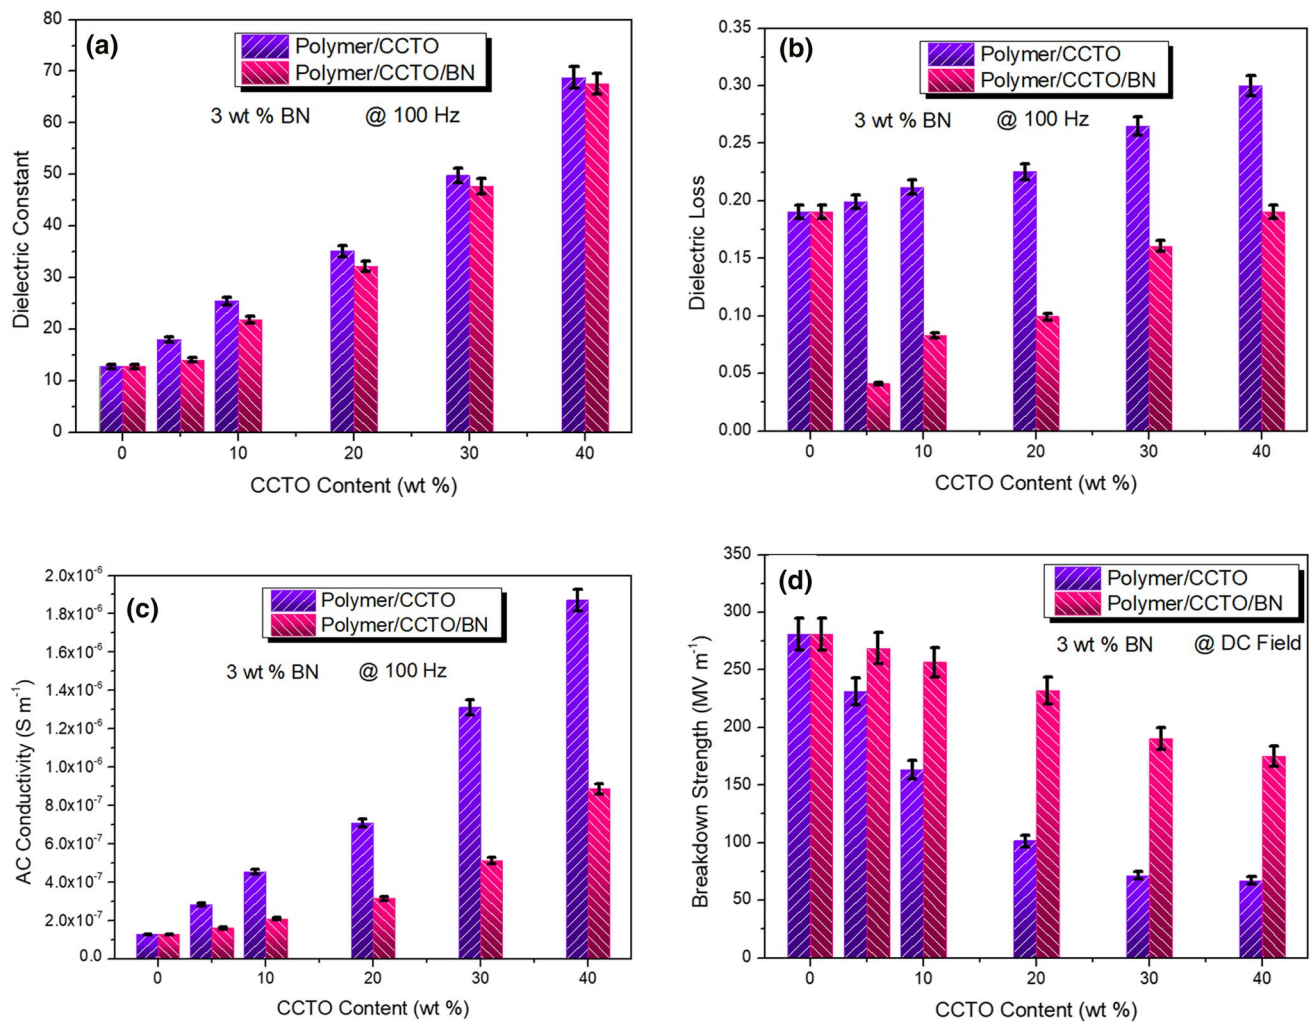 (a)
Polymer/CCTO
Polymer/CCTO/BN
3 wt % BN @ 100 Hz
Dielectric Constant
80
70
60
50
40
30
20
10
0
0 10 20 30 40
CCTO Content (wt %)
(b)
Polymer/CCTO
Polymer/CCTO/BN
3 wt % BN @ 100 Hz
Dielectric Loss
0.35
0.30
0.25
0.20
0.15
0.10
0.05
0.00
0 10 20 30 40
CCTO Content (wt %)
(c)
Polymer/CCTO
Polymer/CCTO/BN
3 wt % BN @ 100 Hz
AC Conductivity (S m⁻¹)
2.0x10⁻⁶
1.8x10⁻⁶
1.6x10⁻⁶
1.4x10⁻⁶
1.2x10⁻⁶
1.0x10⁻⁶
8.0x10⁻⁷
6.0x10⁻⁷
4.0x10⁻⁷
2.0x10⁻⁷
0.0
0 10 20 30 40
CCTO Content (wt %)
(d)
Polymer/CCTO
Polymer/CCTO/BN
3 wt % BN @ DC Field
Breakdown Strength (MV m⁻¹)
350
300
250
200
150
100
50
0
0 10 20 30 40
CCTO Content (wt %)